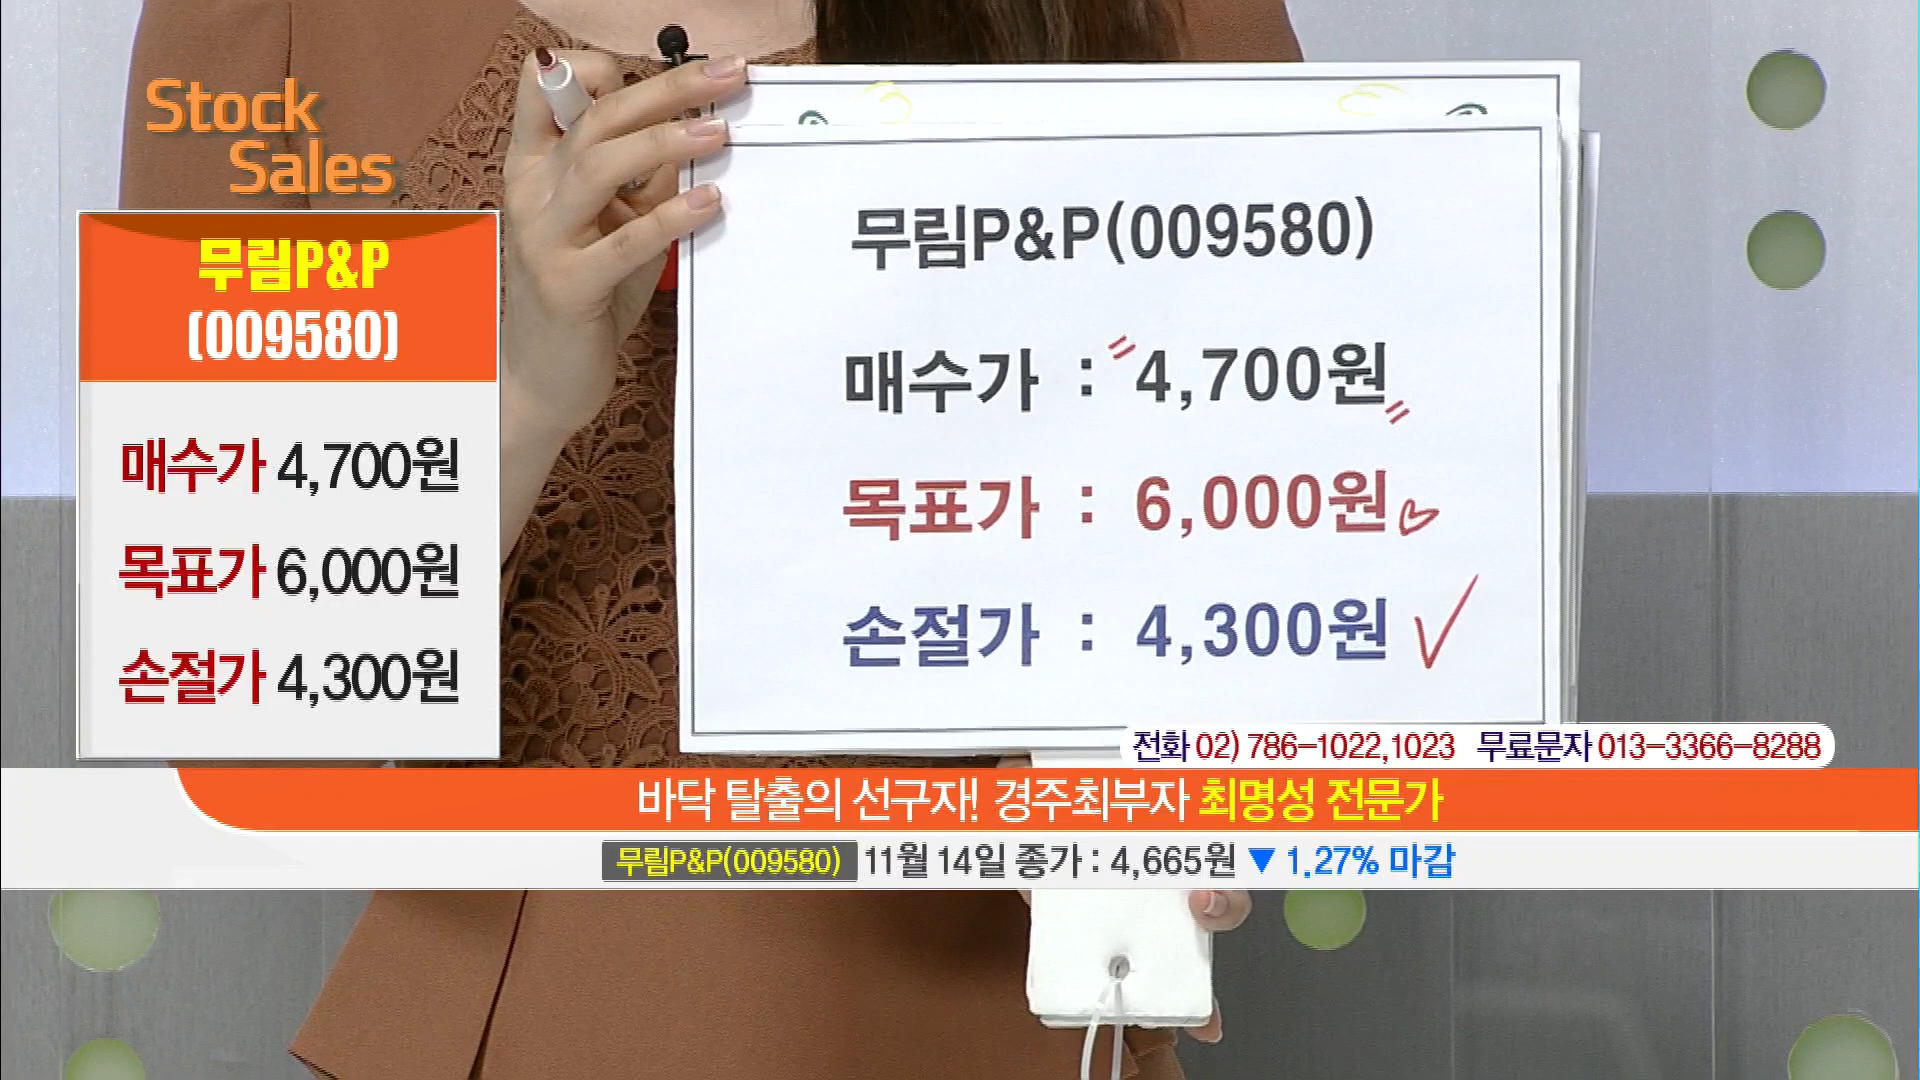 Stock
Sales
무림P&P
(009580)
매수가 4,700원
목표가 6,000원
손절가 4,300원
무림P&P(009580)
매수가 : 4,700원
목표가 : 6,000원
손절가 : 4,300원
전화 02) 786-1022,1023 무료문자 013-3366-8288
바닥 탈출의 선구자! 경주최부자 최명성 전문가
무림P&P(009580) 11월 14일 종가 : 4,665원 ▼ 1.27% 마감